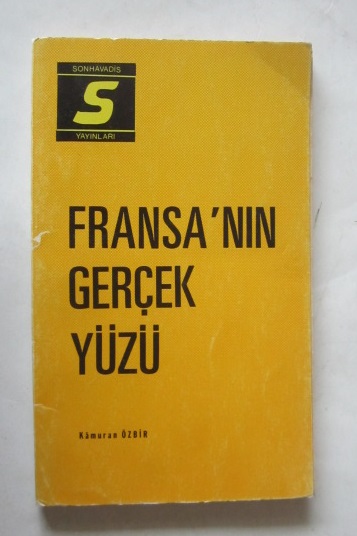 SONHAVADİS
S
YAYINLARI
FRANSA'NIN
GERÇEK
YÜZÜ
Kâmuran ÖZBİR